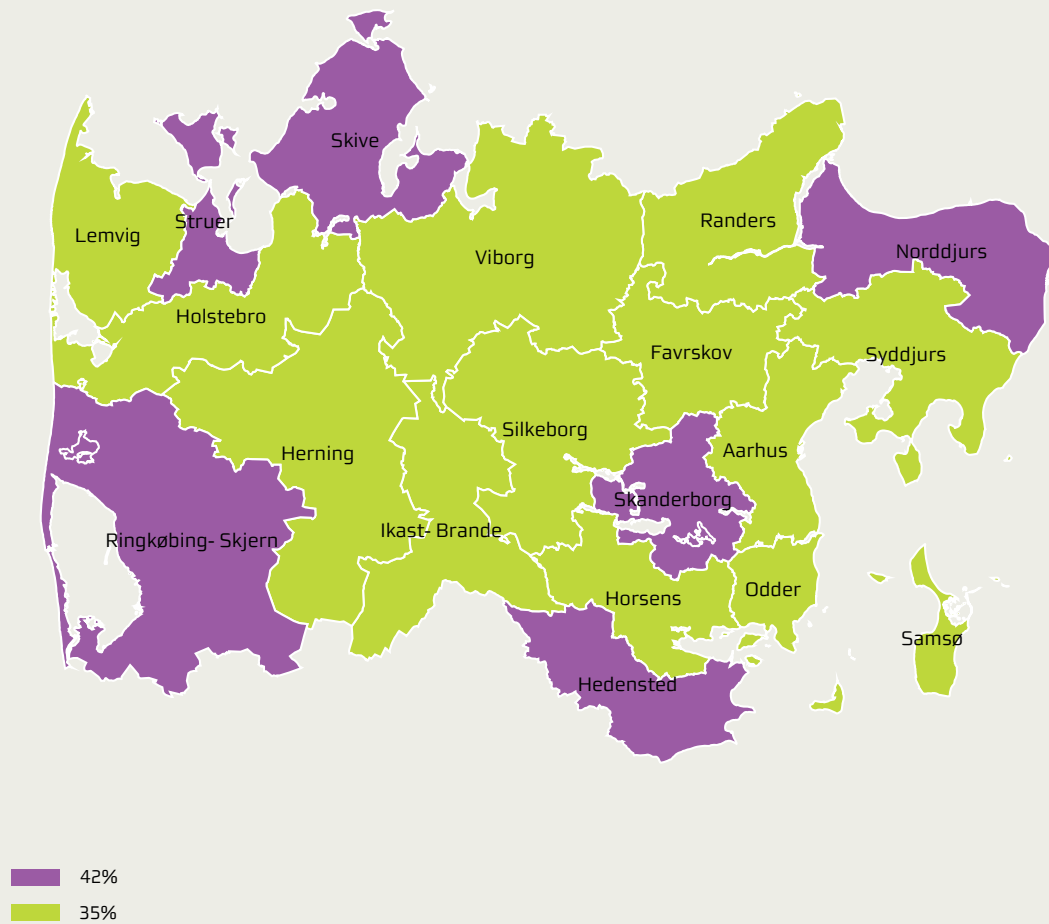 Skive
Struer
Lemvig
Randers
Norddjurs
Viborg
Holstebro
Favrskov
Syddjurs
Silkeborg
Herning
Aarhus
Skanderborg
Ikast- Brande
Ringkøbing- Skjern
Odder
Horsens
Samsø
Hedensted
42%
35%